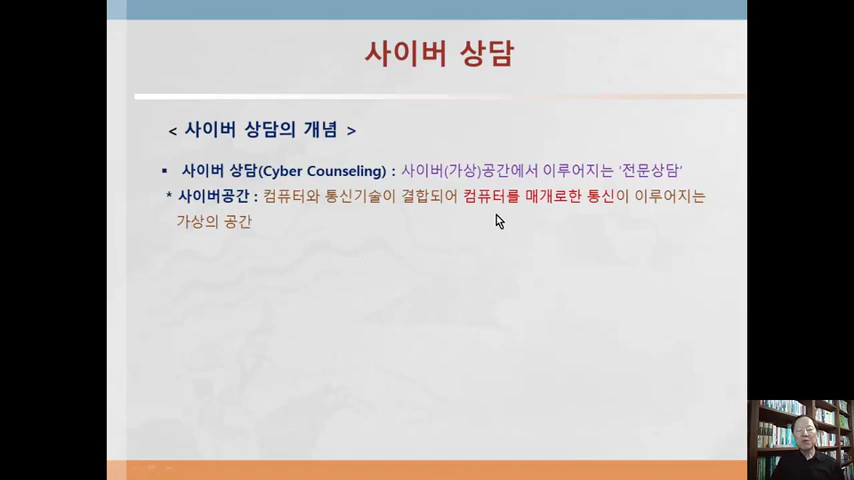 사이버 상담
< 사이버 상담의 개념 >
▪ 사이버 상담(Cyber Counseling) : 사이버(가상)공간에서 이루어지는 ‘전문상담’
* 사이버공간 : 컴퓨터와 통신기술이 결합되어 컴퓨터를 매개로한 통신이 이루어지는
가상의 공간